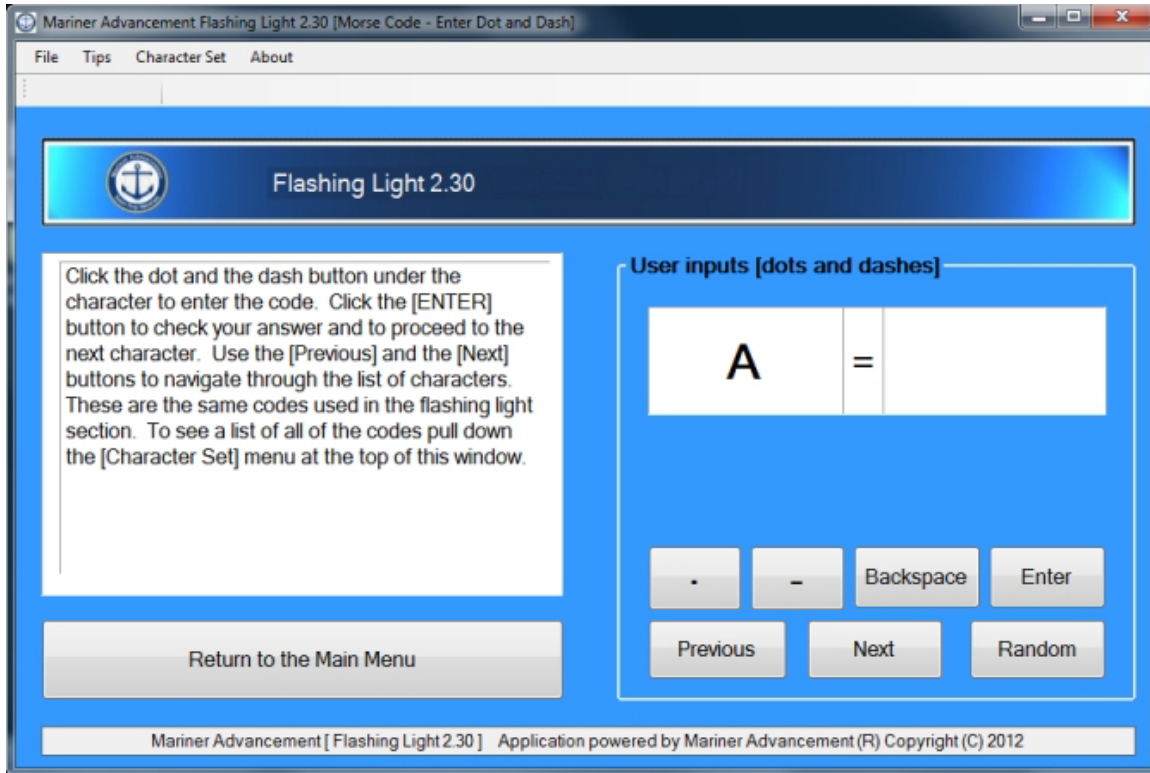 Mariner Advancement Flashing Light 2.30 [Morse Code - Enter Dot and Dash]
File Tips Character Set About
Flashing Light 2.30
Click the dot and the dash button under the
character to enter the code. Click the [ENTER]
button to check your answer and to proceed to the
next character. Use the [Previous] and the [Next]
buttons to navigate through the list of characters.
These are the same codes used in the flashing light
section. To see a list of all of the codes pull down
the [Character Set] menu at the top of this window.
Return to the Main Menu
User inputs [dots and dashes]
A =
. - Backspace Enter
Previous Next Random
Mariner Advancement [ Flashing Light 2.30 ] Application powered by Mariner Advancement (R) Copyright (C) 2012